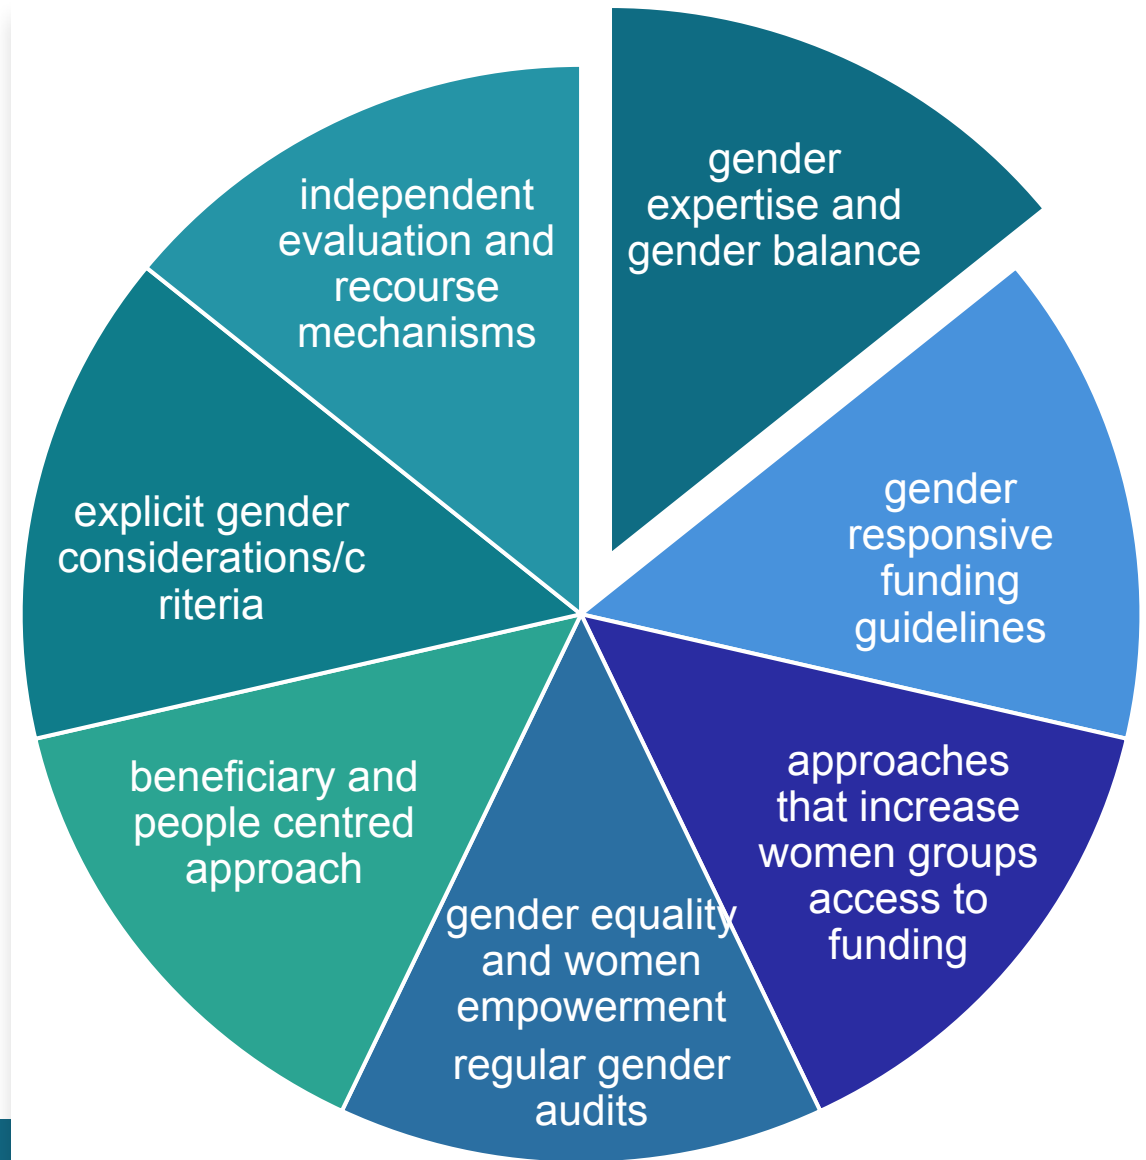 gender
expertise and
gender balance
gender
responsive
funding
guidelines
approaches
that increase
women groups
access to
funding
gender equality
and women
empowerment
regular gender
audits
beneficiary and
people centred
approach
explicit gender
considerations/c
riteria
independent
evaluation and
recourse
mechanisms